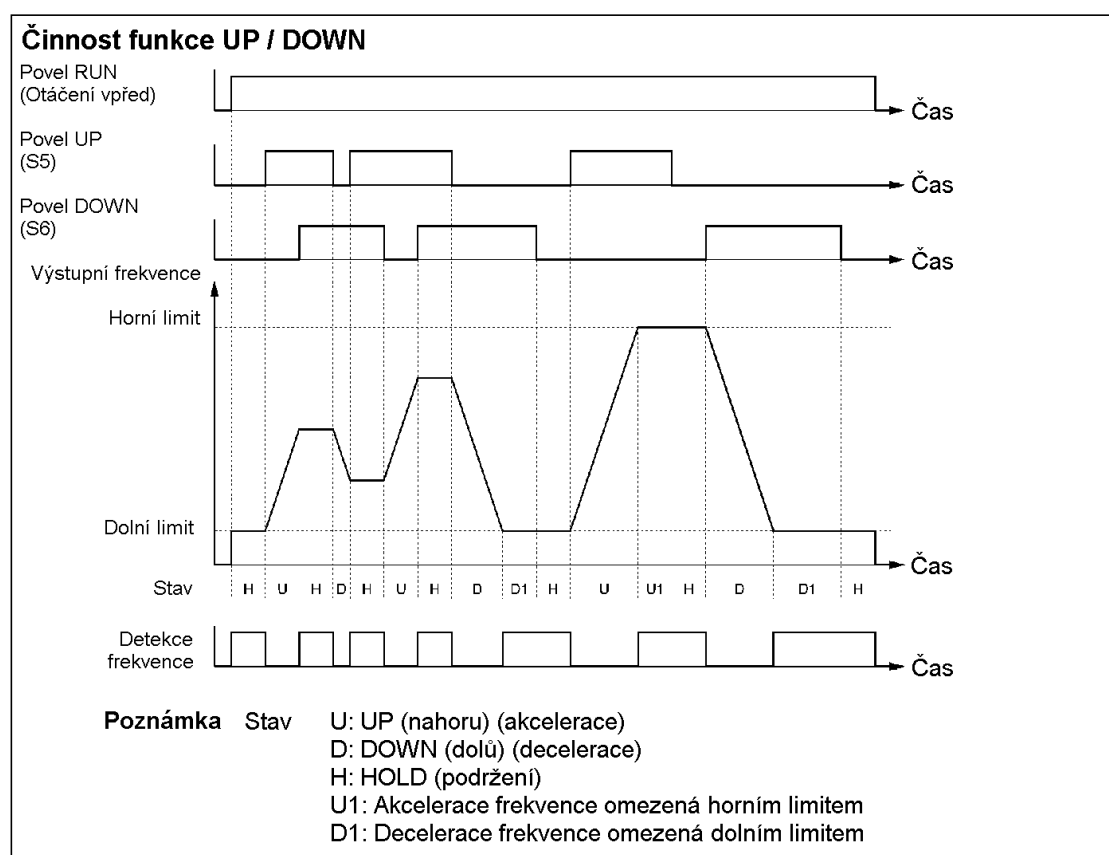 Činnost funkce UP / DOWN
Povel RUN
(Otáčení vpřed)
Čas
Povel UP
(S5)
Čas
Povel DOWN
(S6)
Čas
Výstupní frekvence
Horní limit
Dolní limit
Čas
Stav H U H D H U H D D1 H U U1 H D D1 H
Detekce
frekvence
Čas
Poznámka Stav U: UP (nahoru) (akcelerace)
D: DOWN (dolů) (decelerace)
H: HOLD (podržení)
U1: Akcelerace frekvence omezená horním limitem
D1: Decelerace frekvence omezená dolním limitem